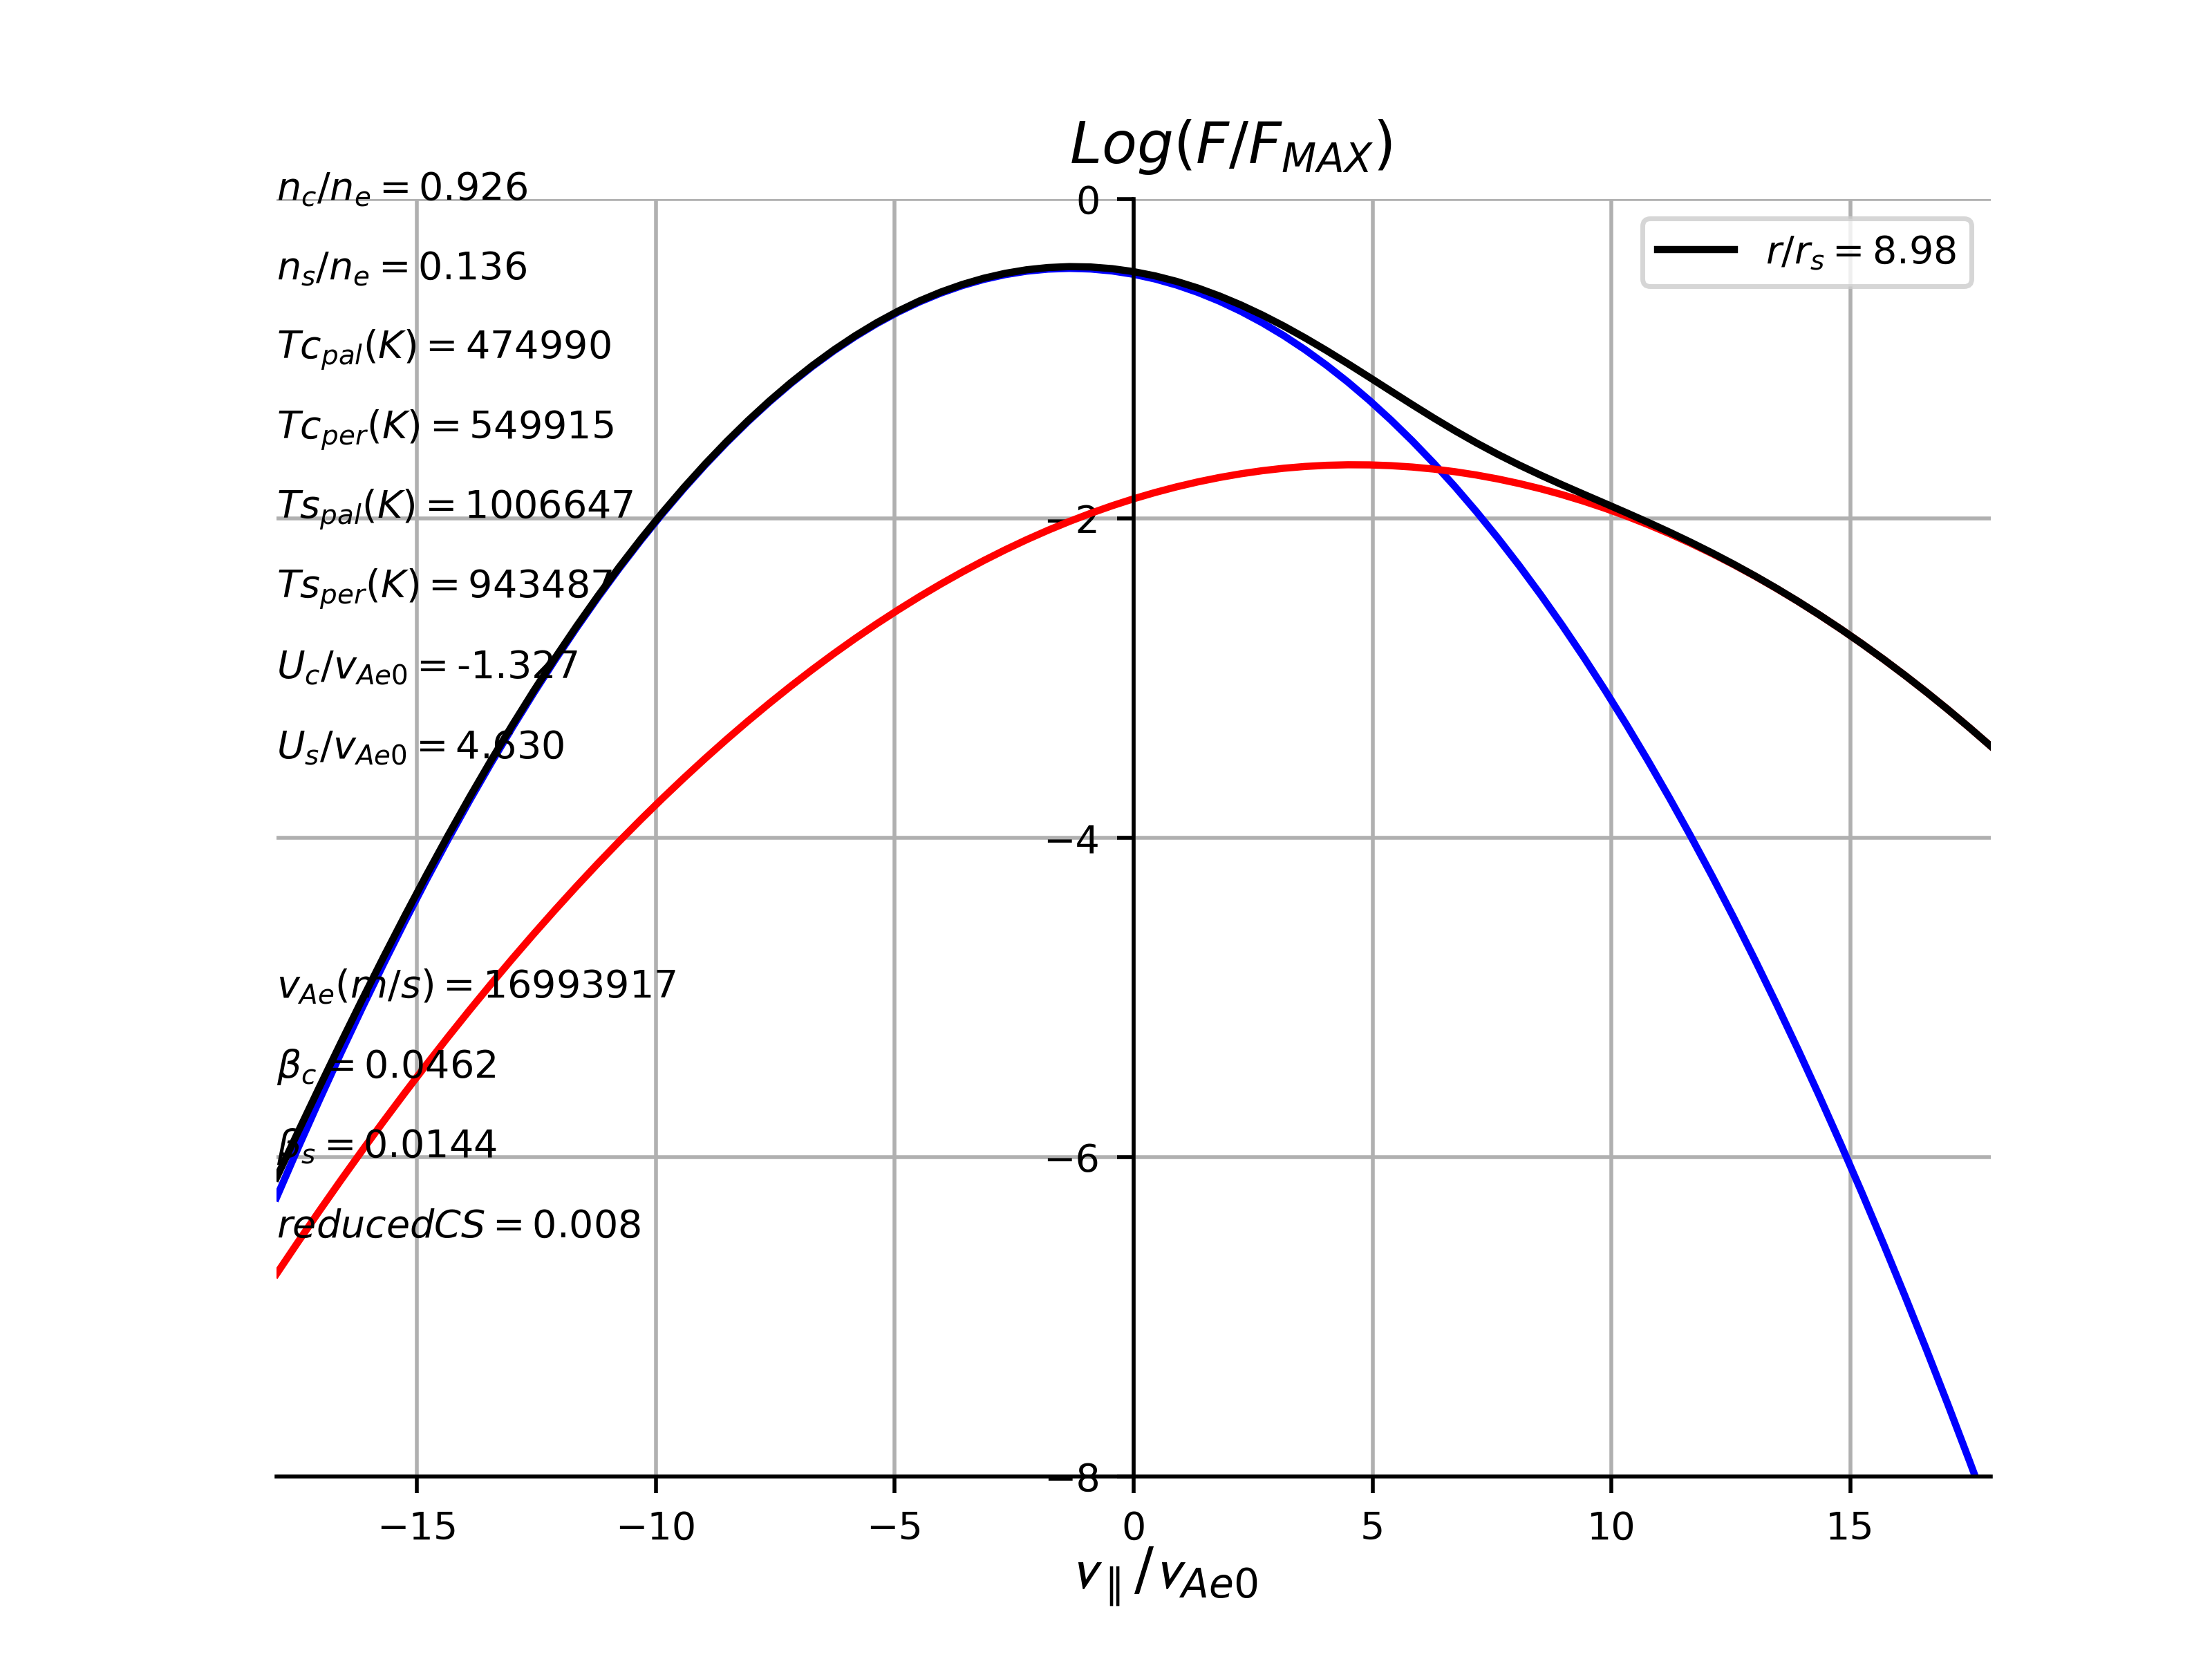 Log(F/F_MAX)
n_c/n_e = 0.926
n_s/n_e = 0.136
Tc_pal(K) = 474990
Tc_per(K) = 549915
Ts_pal(K) = 1006647
Ts_per(K) = 943487
U_c/v_Ae0 = -1.327
U_s/v_Ae0 = 4.630
v_Ae(m/s) = 16993917
β_c = 0.0462
β_s = 0.0144
reducedCS = 0.008
r/r_s = 8.98
0
−2
−4
−6
−8
−15 −10 −5 0 5 10 15
v_∥/v_Ae0